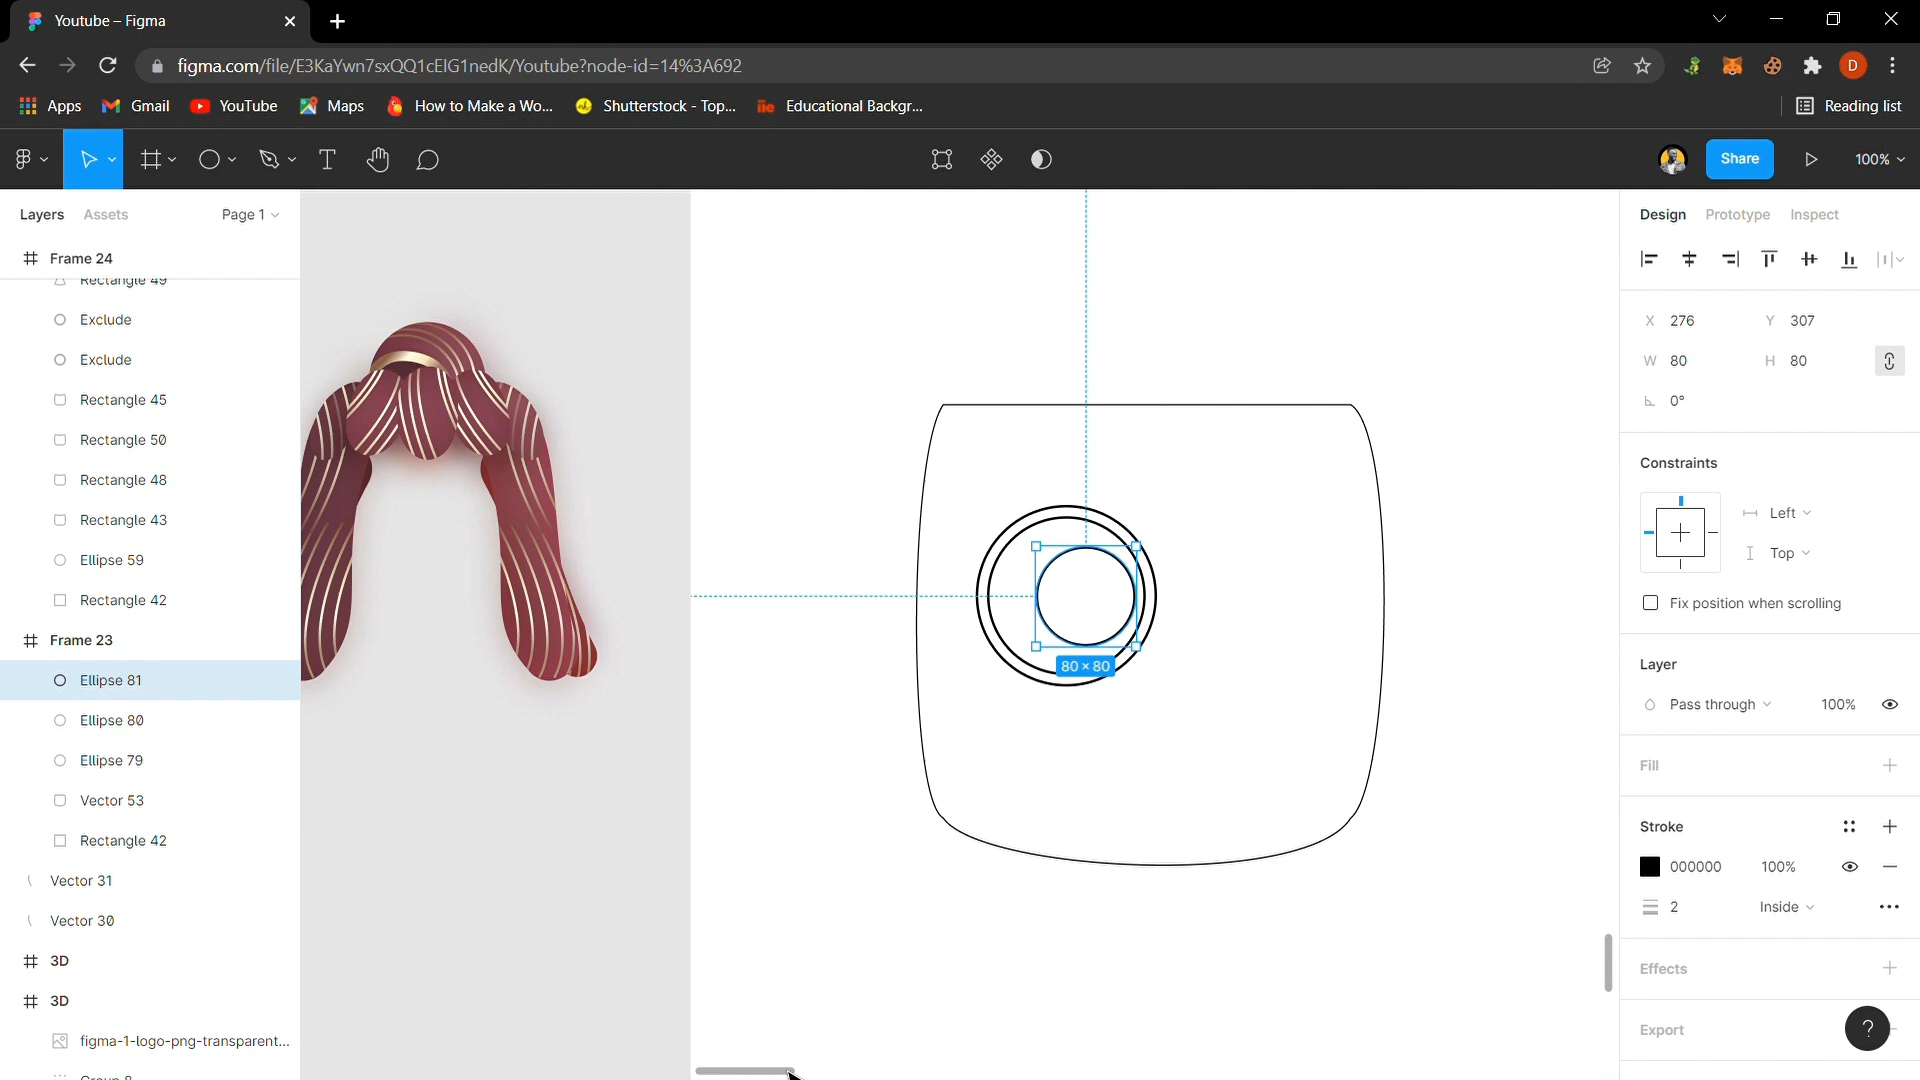 Youtube – Figma
figma.com/file/E3KaYwn7sxQQ1cEIG1nedK/Youtube?node-id=14%3A692
D
Apps
Gmail
YouTube
Maps
How to Make a Wo...
Shutterstock - Top...
Educational Backgr...
Reading list
T
Share
100%
Layers
Assets
Page 1
Frame 24
Rectangle 49
Exclude
Exclude
Rectangle 45
Rectangle 50
Rectangle 48
Rectangle 43
Ellipse 59
Rectangle 42
Frame 23
Ellipse 81
Ellipse 80
Ellipse 79
Vector 53
Rectangle 42
Vector 31
Vector 30
3D
3D
figma-1-logo-png-transparent...
80 × 80
Design
Prototype
Inspect
X 276
Y 307
W 80
H 80
0°
Constraints
Left
Top
Fix position when scrolling
Layer
Pass through
100%
Fill
Stroke
000000
100%
2
Inside
Effects
Export
?